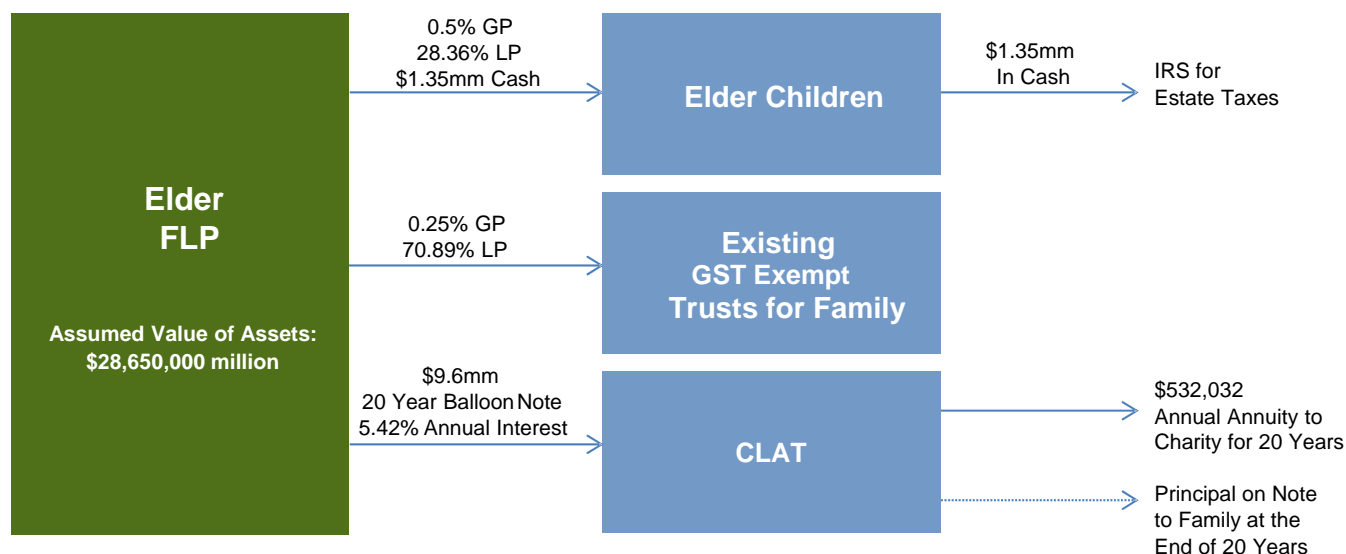 Elder
FLP
Assumed Value of Assets:
$28,650,000 million
0.5% GP
28.36% LP
$1.35mm Cash
Elder Children
$1.35mm
In Cash
IRS for
Estate Taxes
0.25% GP
70.89% LP
Existing
GST Exempt
Trusts for Family
$9.6mm
20 Year Balloon Note
5.42% Annual Interest
CLAT
$532,032
Annual Annuity to
Charity for 20 Years
Principal on Note
to Family at the
End of 20 Years